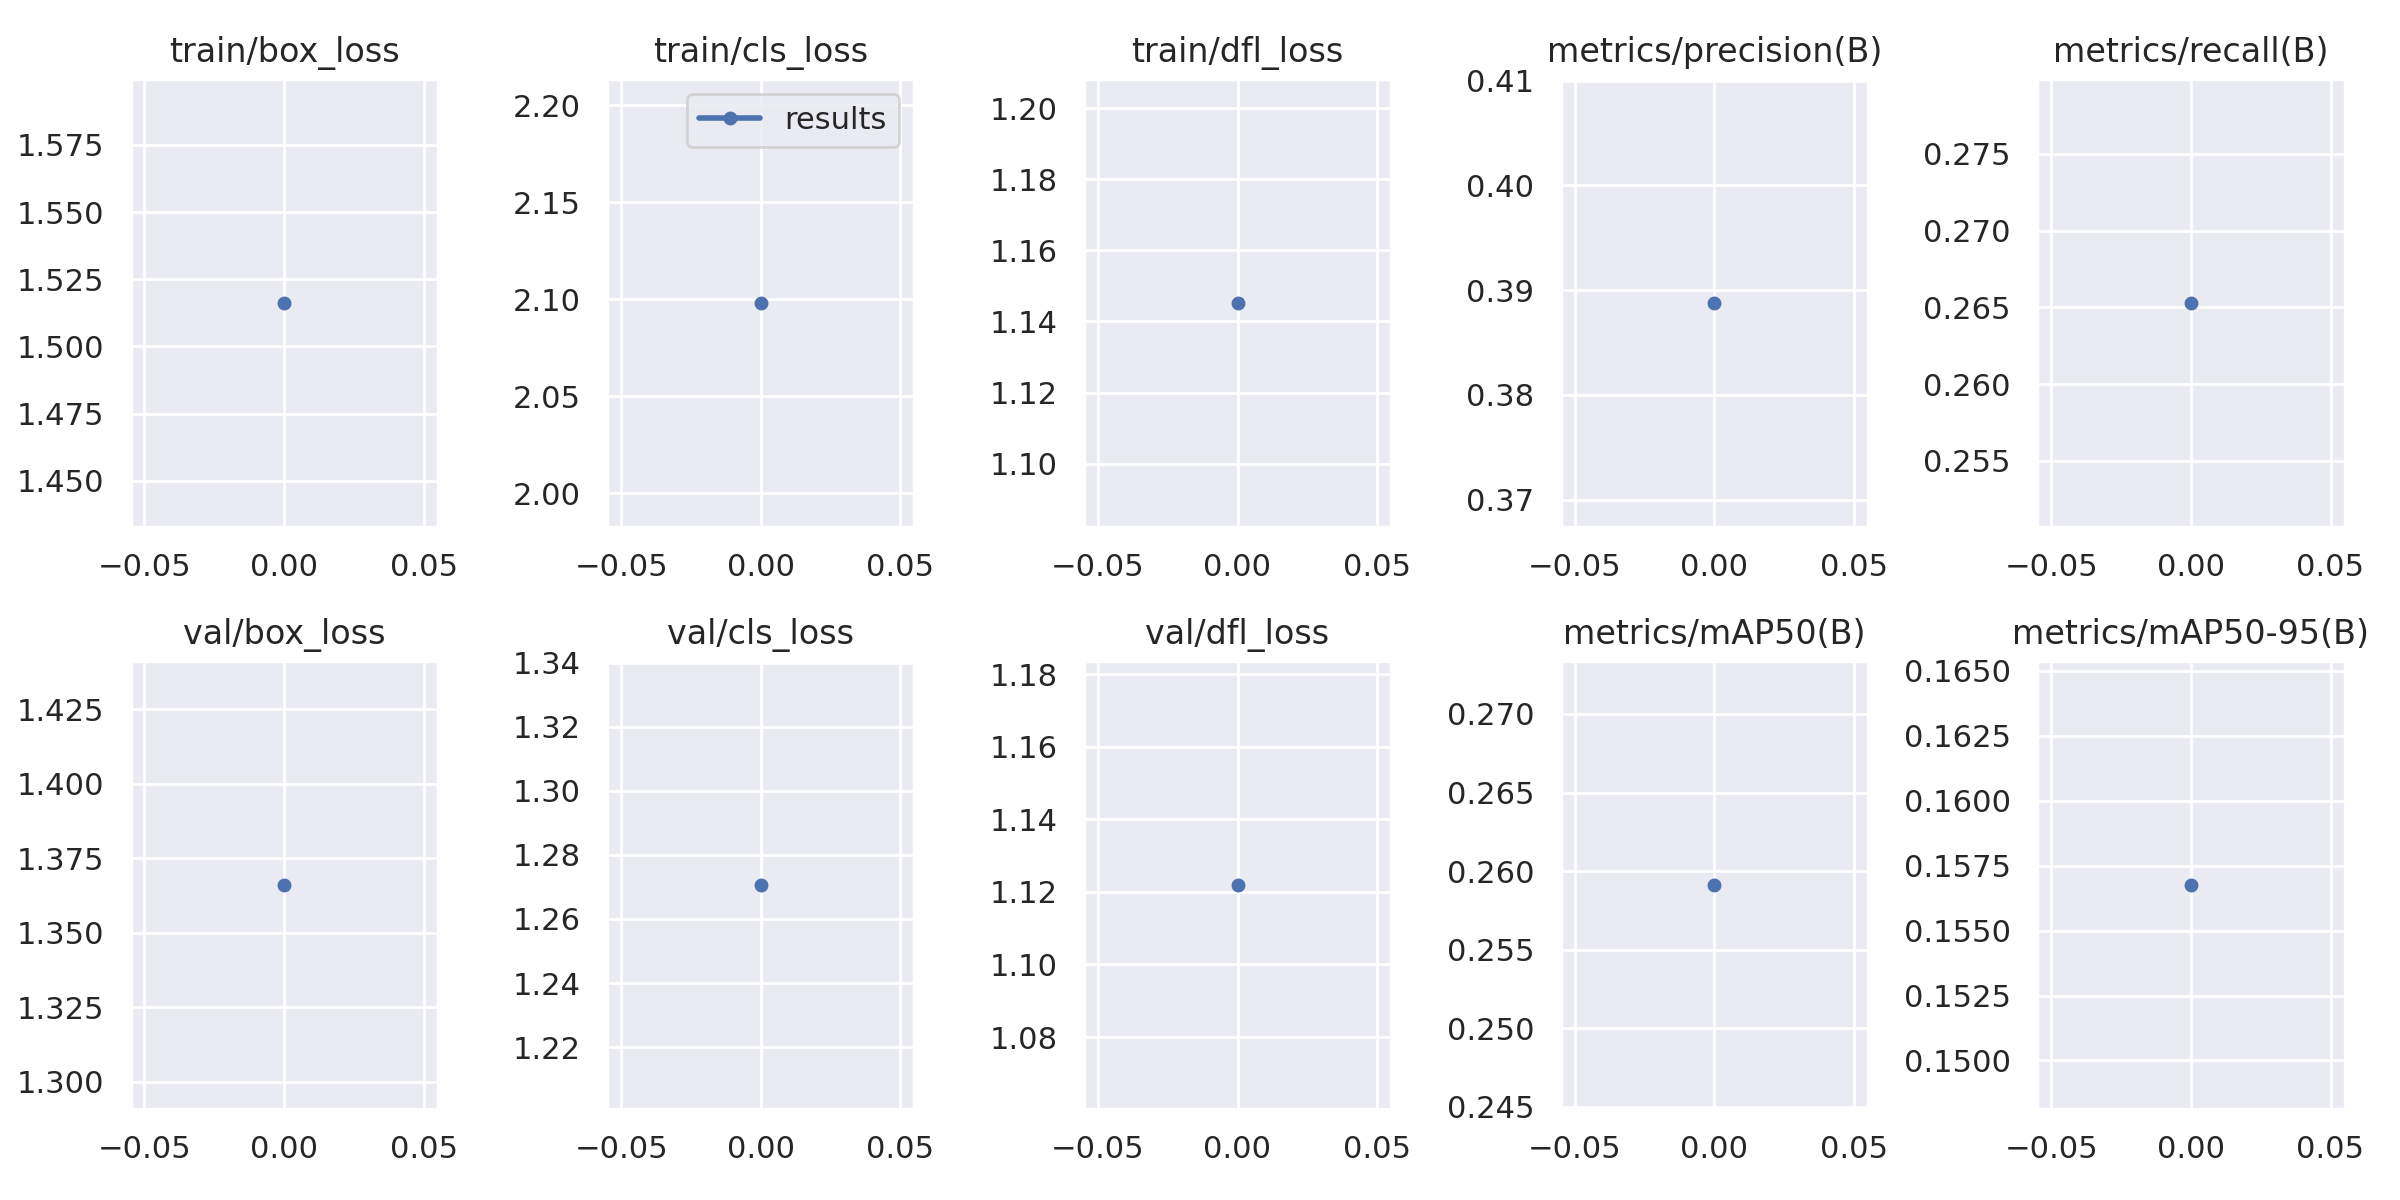 train/box_loss
1.575
1.550
1.525
1.500
1.475
1.450
−0.05 0.00 0.05
train/cls_loss
results
2.20
2.15
2.10
2.05
2.00
−0.05 0.00 0.05
train/dfl_loss
1.20
1.18
1.16
1.14
1.12
1.10
−0.05 0.00 0.05
metrics/precision(B)
0.41
0.40
0.39
0.38
0.37
−0.05 0.00 0.05
metrics/recall(B)
0.275
0.270
0.265
0.260
0.255
−0.05 0.00 0.05
val/box_loss
1.425
1.400
1.375
1.350
1.325
1.300
−0.05 0.00 0.05
val/cls_loss
1.34
1.32
1.30
1.28
1.26
1.24
1.22
−0.05 0.00 0.05
val/dfl_loss
1.18
1.16
1.14
1.12
1.10
1.08
−0.05 0.00 0.05
metrics/mAP50(B)
0.270
0.265
0.260
0.255
0.250
0.245
−0.05 0.00 0.05
metrics/mAP50-95(B)
0.1650
0.1625
0.1600
0.1575
0.1550
0.1525
0.1500
−0.05 0.00 0.05